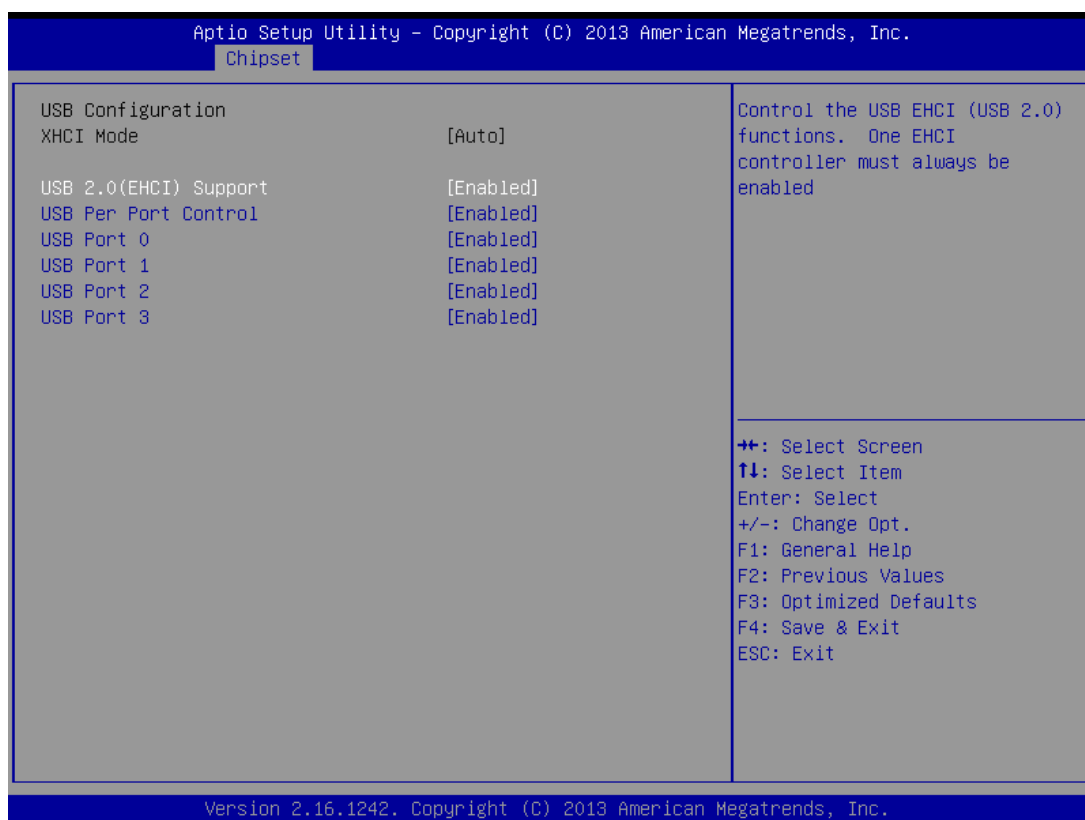 Aptio Setup Utility – Copyright (C) 2013 American Megatrends, Inc.
Chipset
USB Configuration
XHCI Mode [Auto]
USB 2.0(EHCI) Support [Enabled]
USB Per Port Control [Enabled]
USB Port 0 [Enabled]
USB Port 1 [Enabled]
USB Port 2 [Enabled]
USB Port 3 [Enabled]
Control the USB EHCI (USB 2.0)
functions. One EHCI
controller must always be
enabled
→←: Select Screen
↑↓: Select Item
Enter: Select
+/-: Change Opt.
F1: General Help
F2: Previous Values
F3: Optimized Defaults
F4: Save & Exit
ESC: Exit
Version 2.16.1242. Copyright (C) 2013 American Megatrends, Inc.